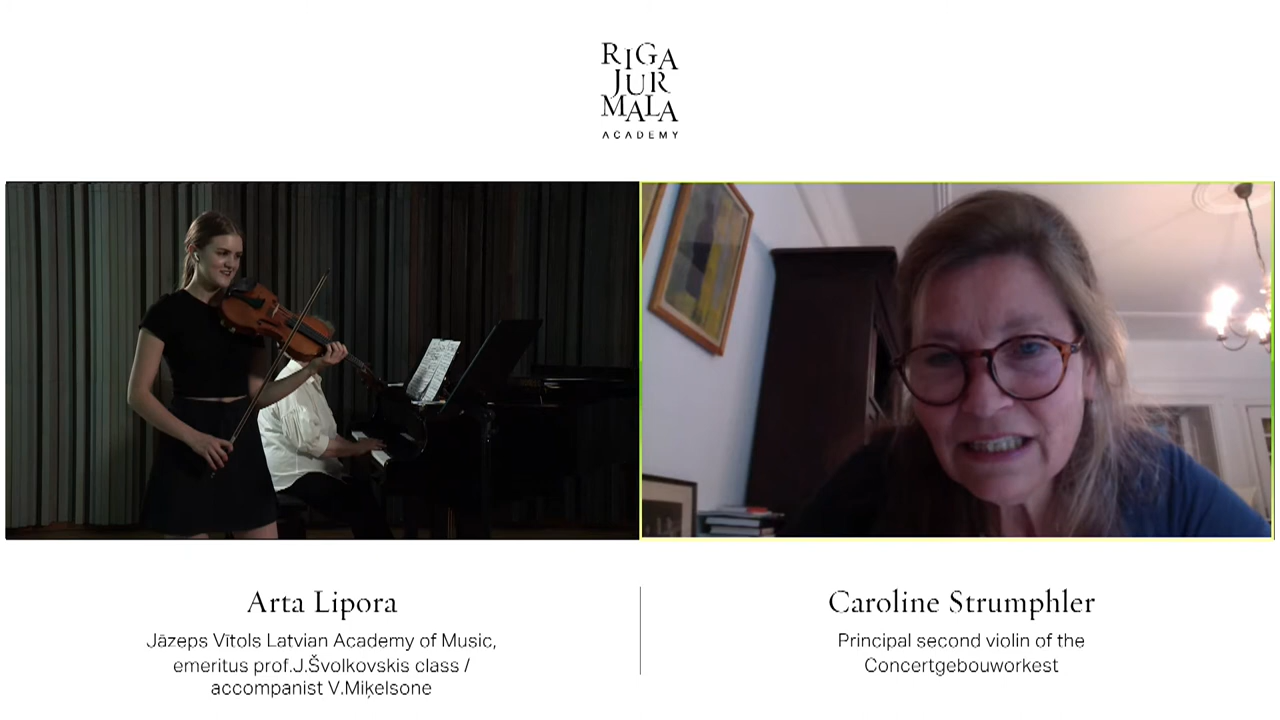 RIGA
JUR
MALA
ACADEMY
Arta Lipora
Jāzeps Vītols Latvian Academy of Music,
emeritus prof.J.Švolkovskis class /
accompanist V.Miķelsone
Caroline Strumphler
Principal second violin of the
Concertgebouworkest